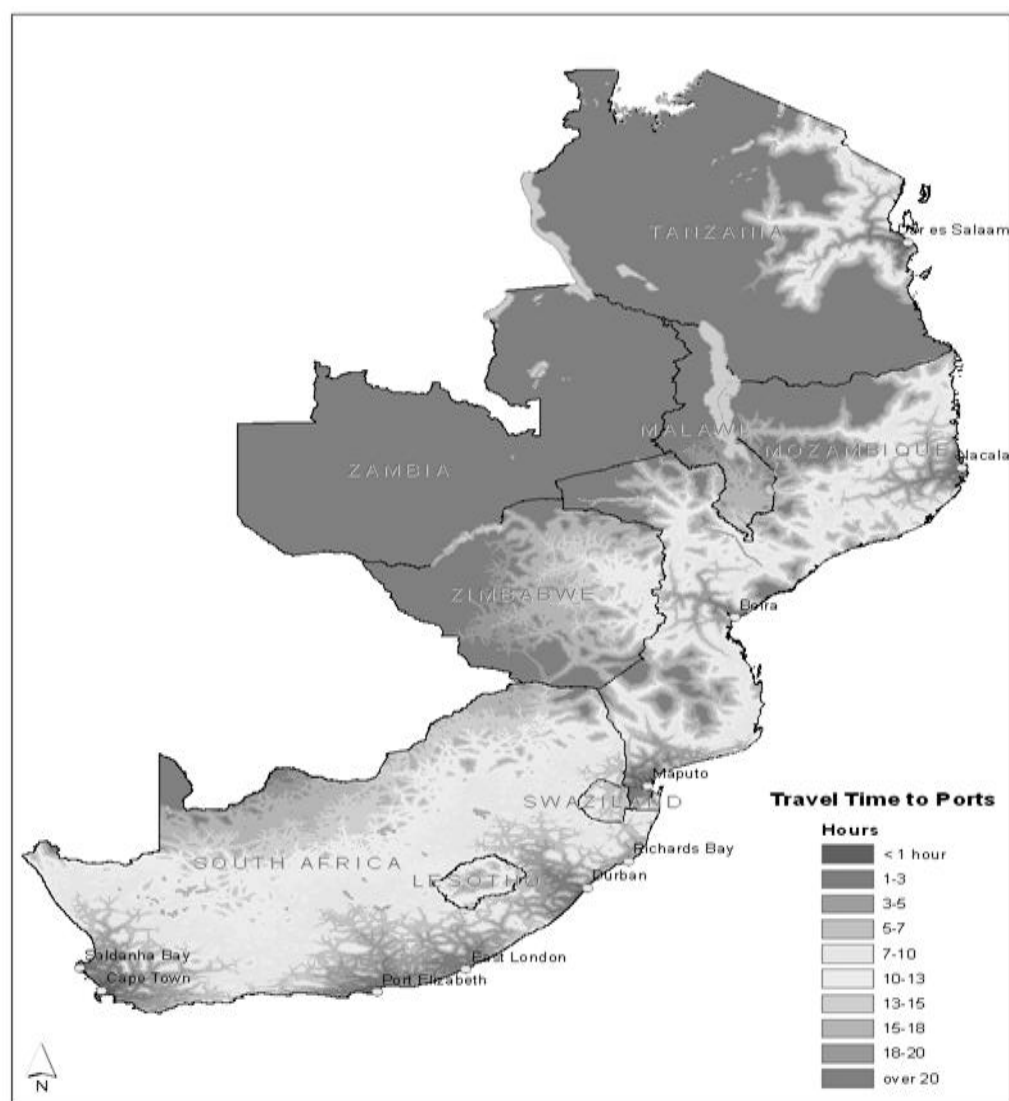 TANZANIA
Dar es Salaam
MALAWI
MOZAMBIQUE
Nacala
ZAMBIA
ZIMBABWE
Beira
Maputo
SWAZILAND
Travel Time to Ports
Hours
< 1 hour
1-3
3-5
5-7
7-10
10-13
13-15
15-18
18-20
over 20
Richards Bay
SOUTH AFRICA
LESOTHO
Durban
Saldanha Bay
East London
Cape Town
Port Elizabeth
N